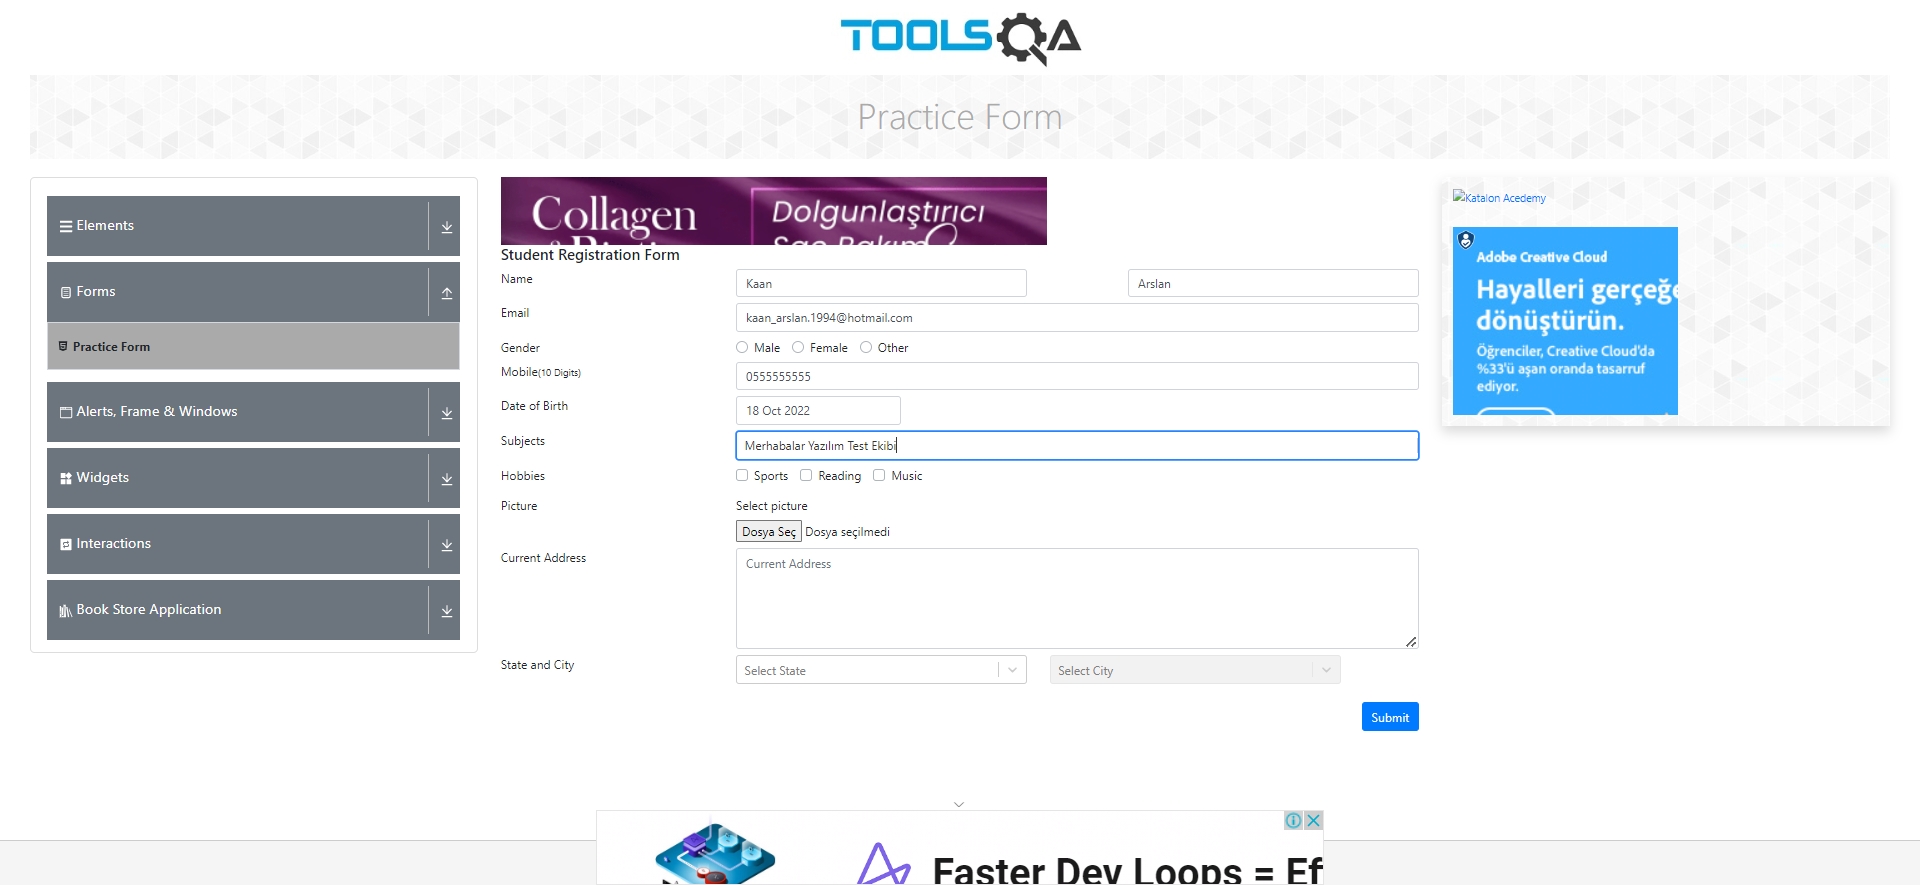 TOOLSQA
Practice Form
Elements
Forms
Practice Form
Alerts, Frame & Windows
Widgets
Interactions
Book Store Application
Collagen
Dolgunlaştırıcı
Saç Bakım
Student Registration Form
Name
Kaan
Arslan
Email
kaan_arslan.1994@hotmail.com
Gender
Male
Female
Other
Mobile(10 Digits)
0555555555
Date of Birth
18 Oct 2022
Subjects
Merhabalar Yazılım Test Ekibi
Hobbies
Sports
Reading
Music
Picture
Select picture
Dosya Seç Dosya seçilmedi
Current Address
Current Address
State and City
Select State
Select City
Submit
Katalon Acedemy
Adobe Creative Cloud
Hayalleri gerçeğe
dönüştürün.
Öğrenciler, Creative Cloud'da
%33'ü aşan oranda tasarruf
ediyor.
Faster Dev Loops = Ef